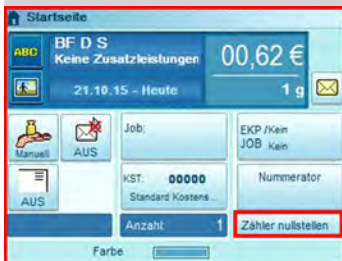 Startseite
ABC
BF D S
Keine Zusatzleistungen
00,62 €
21.10.15 - Heute
1 g
Manuell
AUS
Job:
EKP /Kein
JOB Kein
AUS
KST: 00000
Standard Kostens...
Nummerator
Anzahl: 1
Zähler nullstellen
Farbe